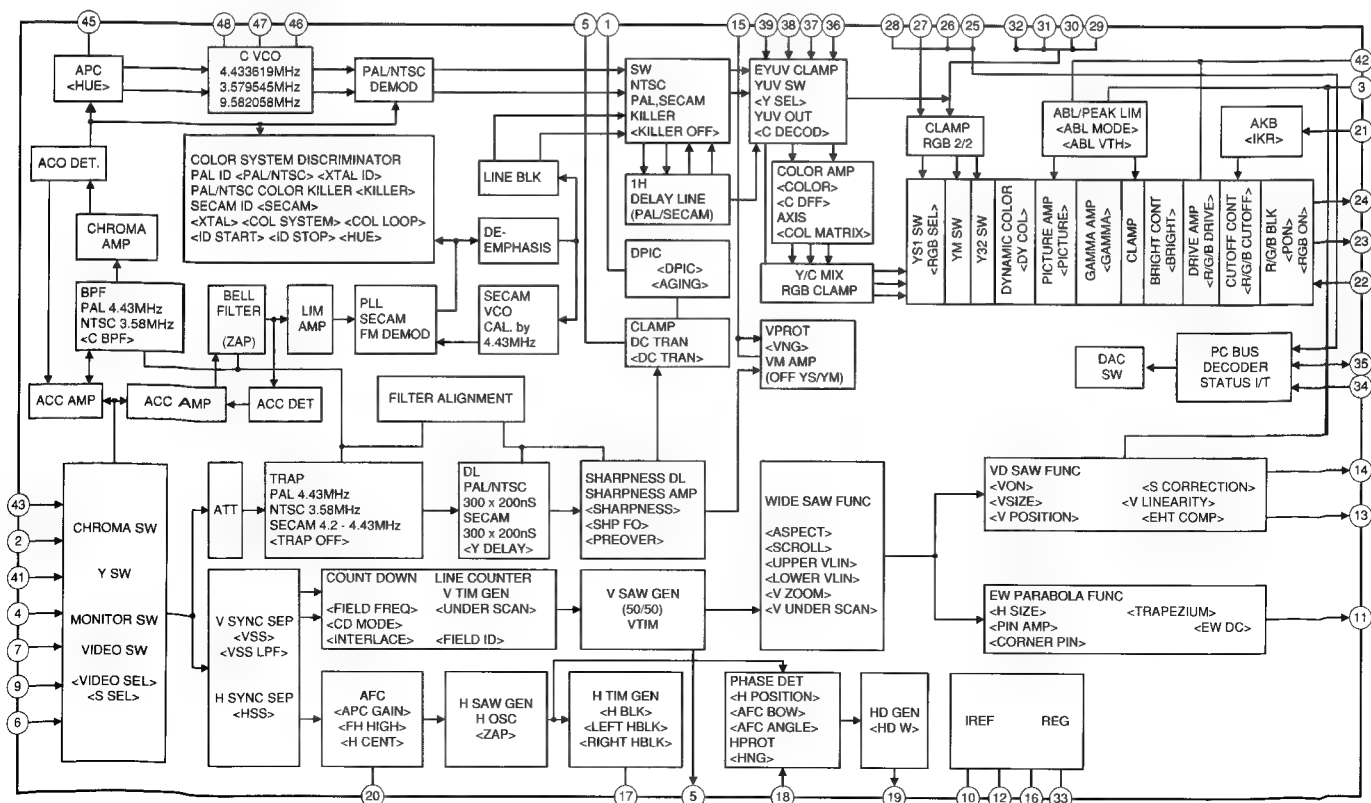 45
48
47
46
5
1
15
39
38
37
36
28
27
26
25
32
31
30
29
APC
<HUE>
C VCO
4.433619MHz
3.579545MHz
9.582058MHz
PAL/NTSC
DEMOD
SW
NTSC
PAL,SECAM
KILLER
<KILLER OFF>
EYUV CLAMP
YUV SW
<Y SEL>
YUV OUT
<C DECOD>
CLAMP
RGB 2/2
ABL/PEAK LIM
<ABL MODE>
<ABL VTH>
AKB
<IKR>
42
3
21
ACO DET.
COLOR SYSTEM DISCRIMINATOR
PAL ID <PAL/NTSC> <XTAL ID>
PAL/NTSC COLOR KILLER <KILLER>
SECAM ID <SECAM>
<XTAL> <COL SYSTEM> <COL LOOP>
<ID START> <ID STOP> <HUE>
LINE BLK
1H
DELAY LINE
(PAL/SECAM)
COLOR AMP
<COLOR>
<C DFF>
AXIS
<COL MATRIX>
YS1 SW
<RGB SEL>
YM SW
Y32 SW
DYNAMIC COLOR
<DY COL>
PICTURE AMP
<PICTURE>
GAMMA AMP
<GAMMA>
CLAMP
BRIGHT CONT
<BRIGHT>
DRIVE AMP
<R/G/B DRIVE>
CUTOFF CONT
<R/G/B CUTOFF>
R/G/B BLK
<PON>
<RGB ON>
24
23
22
CHROMA
AMP
DE-
EMPHASIS
DPIC
<DPIC>
<AGING>
Y/C MIX
RGB CLAMP
BPF
PAL 4.43MHz
NTSC 3.58MHz
<C BPF>
BELL
FILTER
(ZAP)
LIM
AMP
PLL
SECAM
FM DEMOD
SECAM
VCO
CAL. by
4.43MHz
CLAMP
DC TRAN
<DC TRAN>
VPROT
<VNG>
VM AMP
(OFF YS/YM)
DAC
SW
PC BUS
DECODER
STATUS I/T
35
34
ACC AMP
ACC AMP
ACC DET
FILTER ALIGNMENT
43
2
41
4
7
9
6
CHROMA SW
Y SW
MONITOR SW
VIDEO SW
<VIDEO SEL>
<S SEL>
ATT
TRAP
PAL 4.43MHz
NTSC 3.58MHz
SECAM 4.2 - 4.43MHz
<TRAP OFF>
DL
PAL/NTSC
300 x 200nS
SECAM
300 x 200nS
<Y DELAY>
SHARPNESS DL
SHARPNESS AMP
<SHARPNESS>
<SHP FO>
<PREOVER>
WIDE SAW FUNC
<ASPECT>
<SCROLL>
<UPPER VLIN>
<LOWER VLIN>
<V ZOOM>
<V UNDER SCAN>
VD SAW FUNC
<VON> <S CORRECTION>
<VSIZE> <V LINEARITY>
<V POSITION> <EHT COMP>
14
13
V SYNC SEP
<VSS>
<VSS LPF>
H SYNC SEP
<HSS>
COUNT DOWN LINE COUNTER
V TIM GEN
<FIELD FREQ> <UNDER SCAN>
<CD MODE>
<INTERLACE> <FIELD ID>
V SAW GEN
(50/50)
VTIM
EW PARABOLA FUNC
<H SIZE> <TRAPEZIUM>
<PIN AMP> <EW DC>
<CORNER PIN>
11
AFC
<APC GAIN>
<FH HIGH>
<H CENT>
H SAW GEN
H OSC
<ZAP>
H TIM GEN
<H BLK>
<LEFT HBLK>
<RIGHT HBLK>
PHASE DET
<H POSITION>
<AFC BOW>
<AFC ANGLE>
HPROT
<HNG>
HD GEN
<HD W>
IREF REG
20
17
5
18
19
10
12
16
33